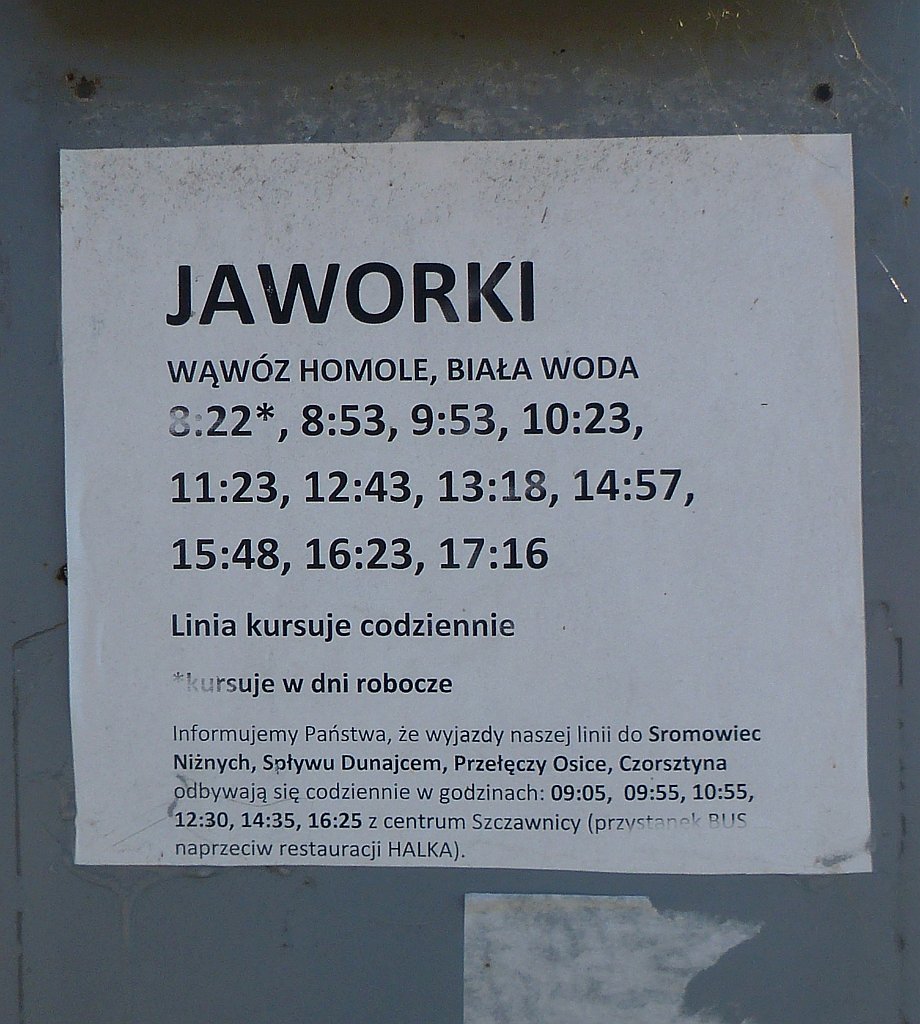 JAWORKI
WĄWÓZ HOMOLE, BIAŁA WODA
8:22*, 8:53, 9:53, 10:23,
11:23, 12:43, 13:18, 14:57,
15:48, 16:23, 17:16
Linia kursuje codziennie
*kursuje w dni robocze
Informujemy Państwa, że wyjazdy naszej linii do Sromowiec
Niżnych, Spływu Dunajcem, Przełęczy Osice, Czorsztyna
odbywają się codziennie w godzinach: 09:05, 09:55, 10:55,
12:30, 14:35, 16:25 z centrum Szczawnicy (przystanek BUS
naprzeciw restauracji HALKA).